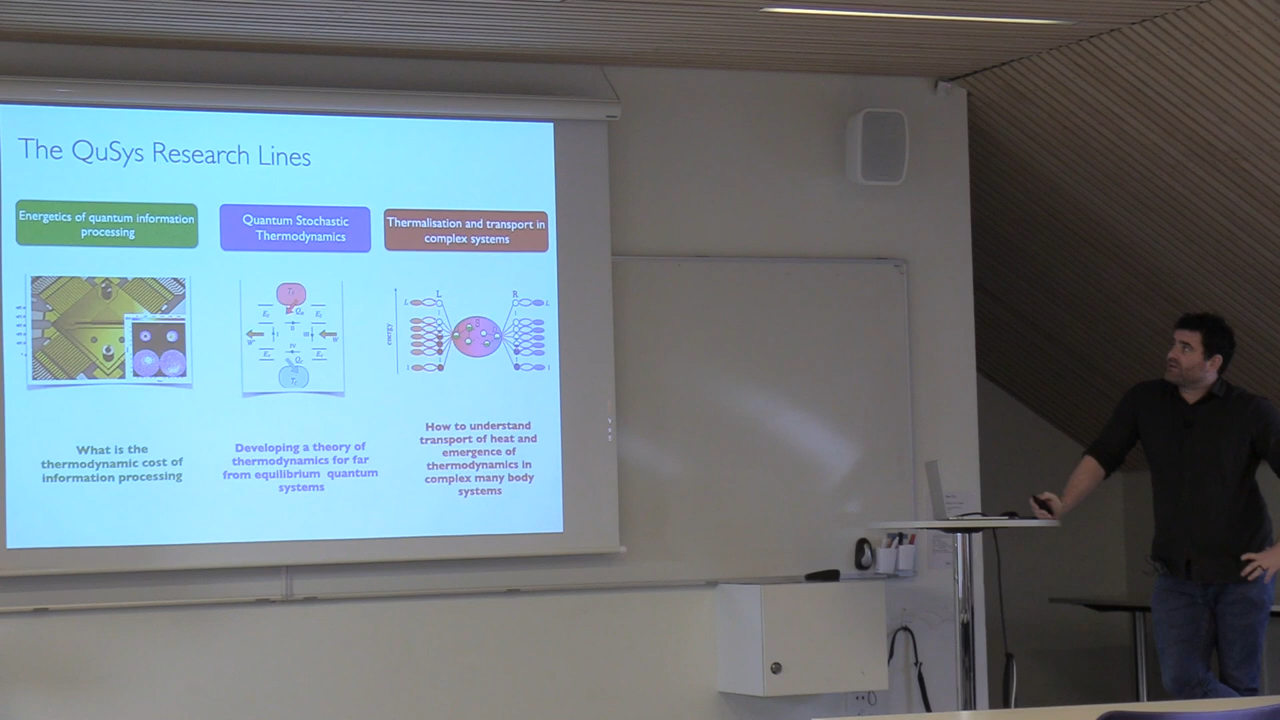 The QuSys Research Lines
Energetics of quantum information
processing
Quantum Stochastic
Thermodynamics
Thermalisation and transport in
complex systems
L
R
energy
S
What is the
thermodynamic cost of
information processing
Developing a theory of
thermodynamics for far
from equilibrium quantum
systems
How to understand
transport of heat and
emergence of
thermodynamics in
complex many body
systems